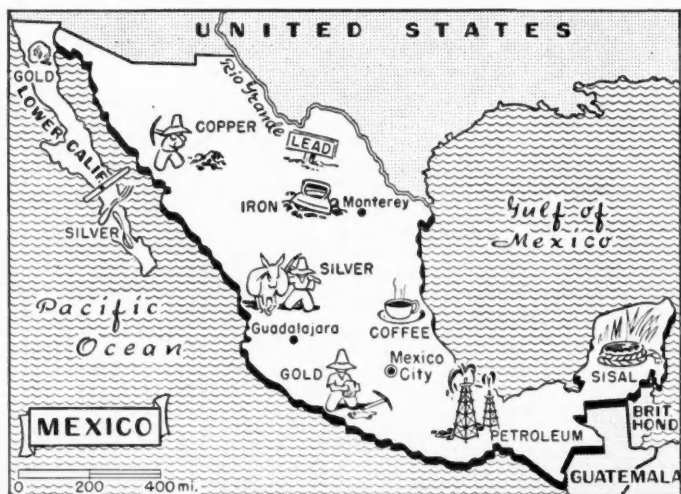 UNITED STATES
GOLD
LOWER CALIF
Rio Grande
COPPER
LEAD
IRON
Monterey
Gulf of
Mexico
SILVER
SILVER
Pacific
Ocean
Guadalajara
COFFEE
Mexico
City
GOLD
SISAL
MEXICO
PETROLEUM
BRIT
HOND
GUATEMALA
0 200 400 mi.